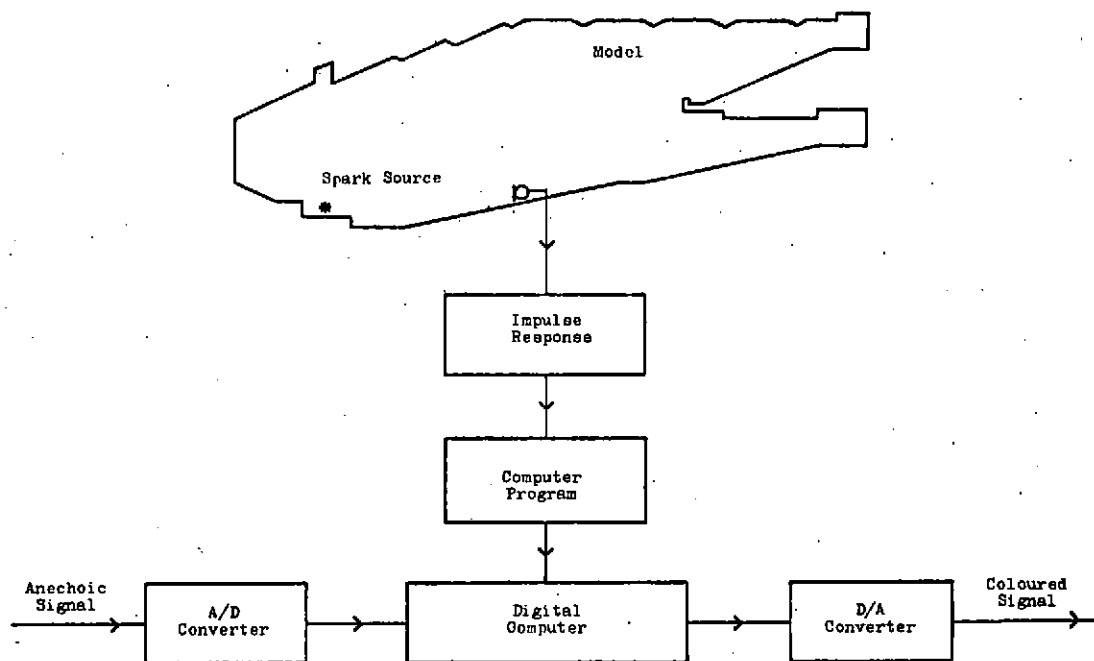 Model
Spark Source
Impulse
Response
Computer
Program
Anechoic
Signal
A/D
Converter
Digital
Computer
D/A
Converter
Coloured
Signal